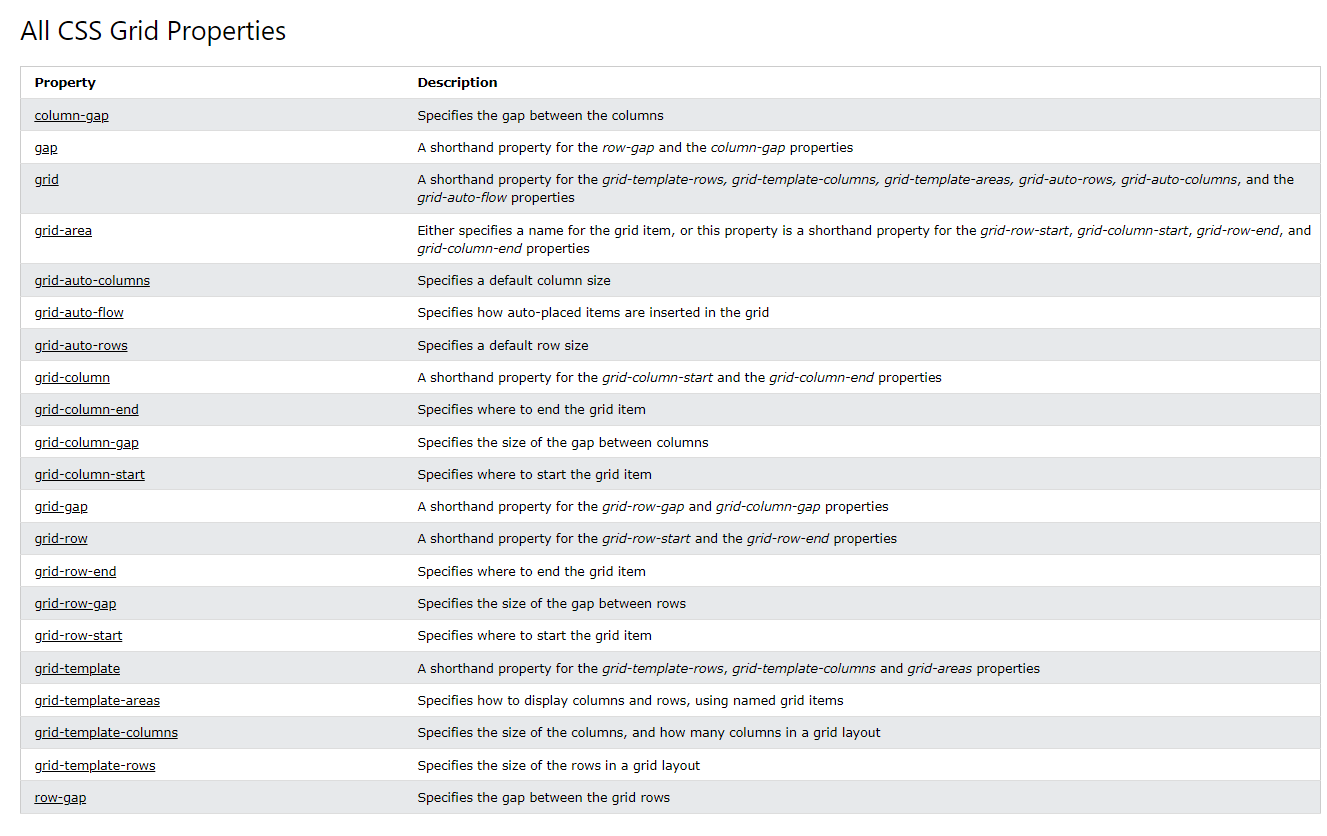 All CSS Grid Properties
Property Description
column-gap Specifies the gap between the columns
gap A shorthand property for the row-gap and the column-gap properties
grid A shorthand property for the grid-template-rows, grid-template-columns, grid-template-areas, grid-auto-rows, grid-auto-columns, and the
grid-auto-flow properties
grid-area Either specifies a name for the grid item, or this property is a shorthand property for the grid-row-start, grid-column-start, grid-row-end, and
grid-column-end properties
grid-auto-columns Specifies a default column size
grid-auto-flow Specifies how auto-placed items are inserted in the grid
grid-auto-rows Specifies a default row size
grid-column A shorthand property for the grid-column-start and the grid-column-end properties
grid-column-end Specifies where to end the grid item
grid-column-gap Specifies the size of the gap between columns
grid-column-start Specifies where to start the grid item
grid-gap A shorthand property for the grid-row-gap and grid-column-gap properties
grid-row A shorthand property for the grid-row-start and the grid-row-end properties
grid-row-end Specifies where to end the grid item
grid-row-gap Specifies the size of the gap between rows
grid-row-start Specifies where to start the grid item
grid-template A shorthand property for the grid-template-rows, grid-template-columns and grid-areas properties
grid-template-areas Specifies how to display columns and rows, using named grid items
grid-template-columns Specifies the size of the columns, and how many columns in a grid layout
grid-template-rows Specifies the size of the rows in a grid layout
row-gap Specifies the gap between the grid rows